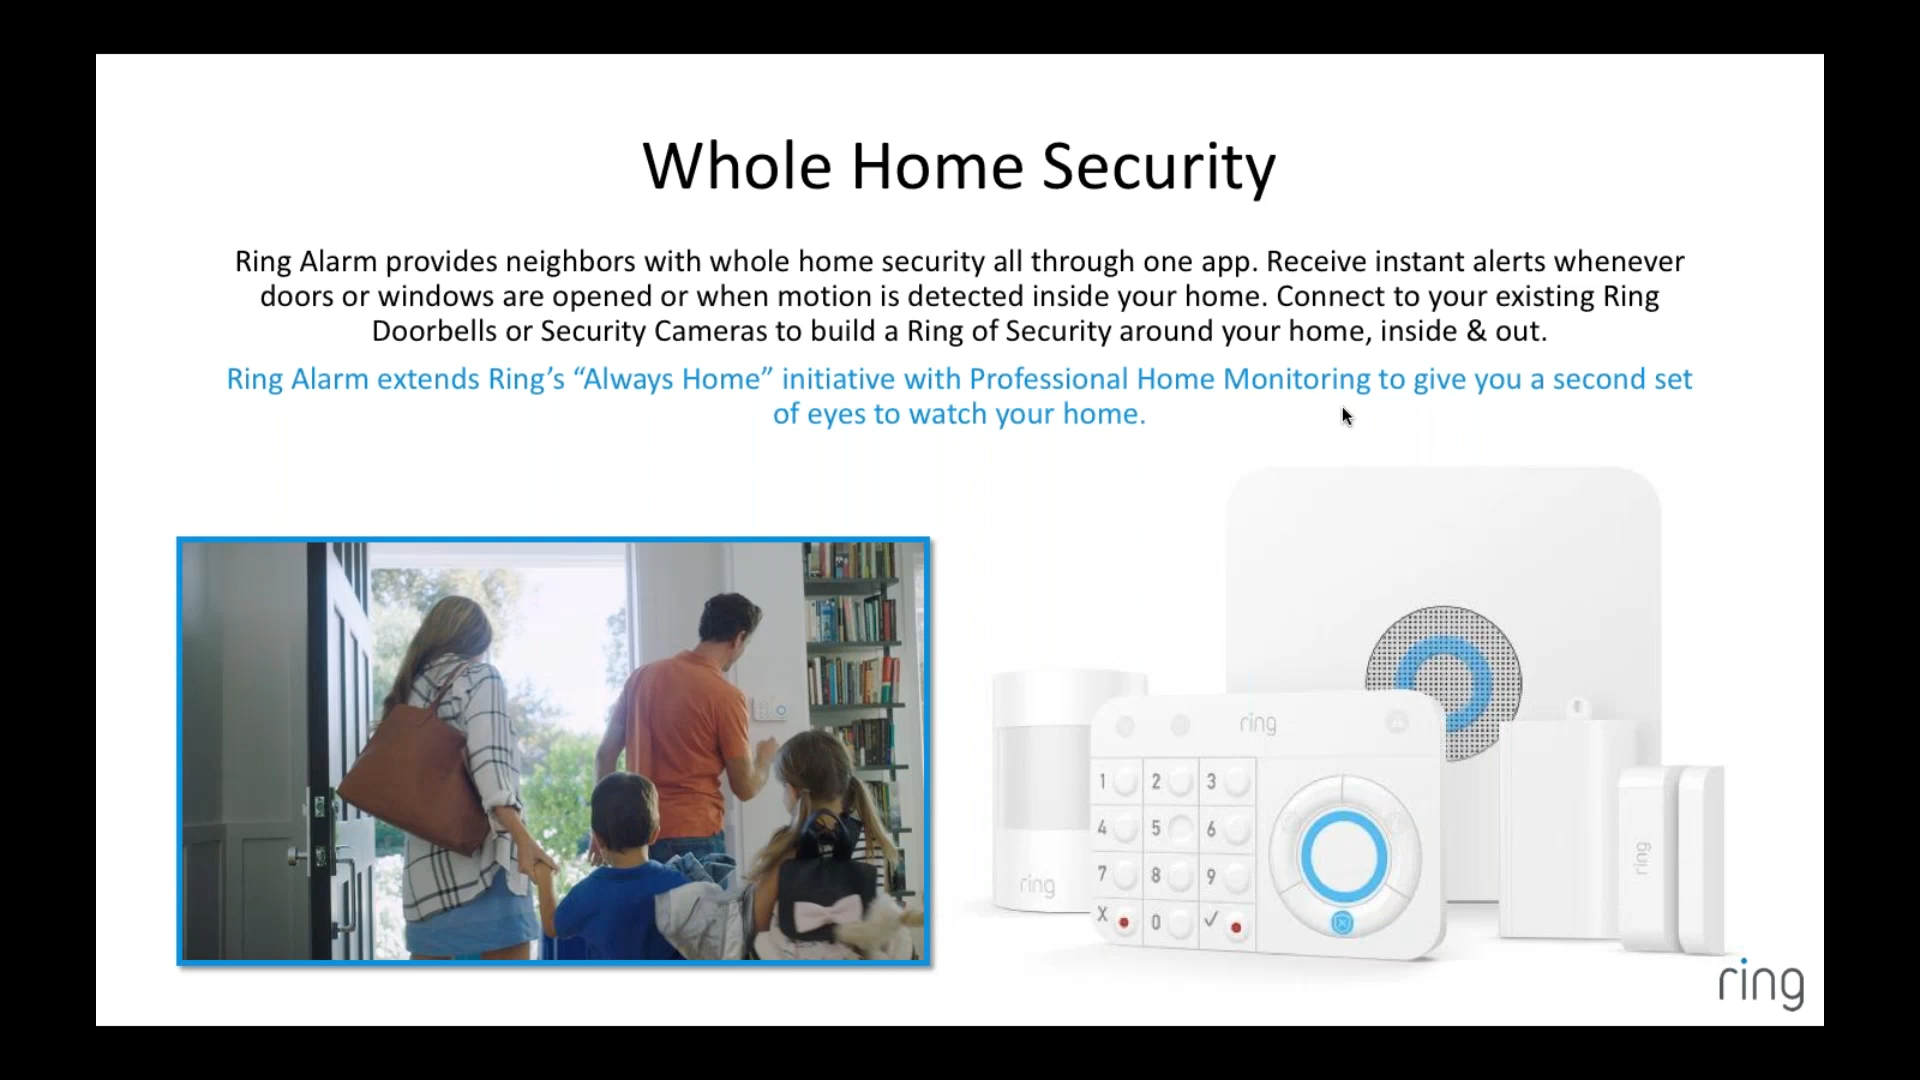 Whole Home Security
Ring Alarm provides neighbors with whole home security all through one app. Receive instant alerts whenever
doors or windows are opened or when motion is detected inside your home. Connect to your existing Ring
Doorbells or Security Cameras to build a Ring of Security around your home, inside & out.
Ring Alarm extends Ring’s “Always Home” initiative with Professional Home Monitoring to give you a second set
of eyes to watch your home.
ring
1 2 3
4 5 6
7 8 9
X 0 ✓
ring
ring
ring